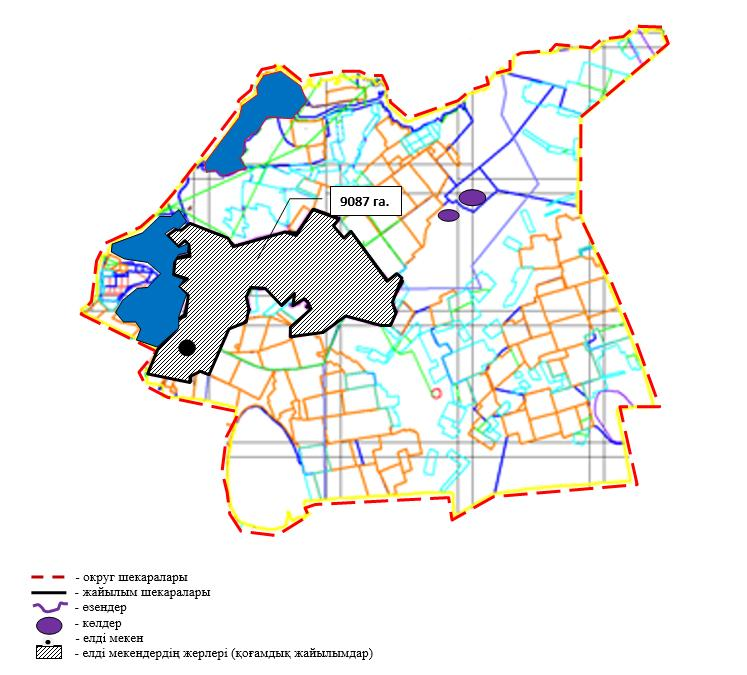 9087 га.
- округ шекаралары
- жайылым шекаралары
- өзендер
- көлдер
- елді мекен
- елді мекендердің жерлері (қоғамдық жайылымдар)